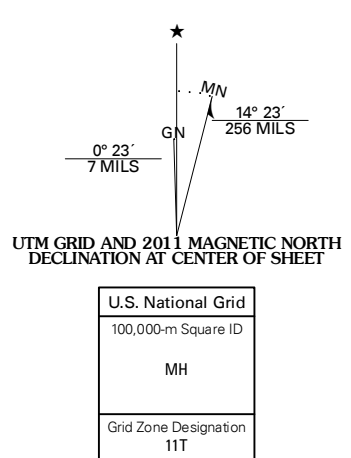 ★
MN
GN
14° 23´
256 MILS
0° 23´
7 MILS
UTM GRID AND 2011 MAGNETIC NORTH
DECLINATION AT CENTER OF SHEET
U.S. National Grid
100,000-m Square ID
MH
Grid Zone Designation
11T